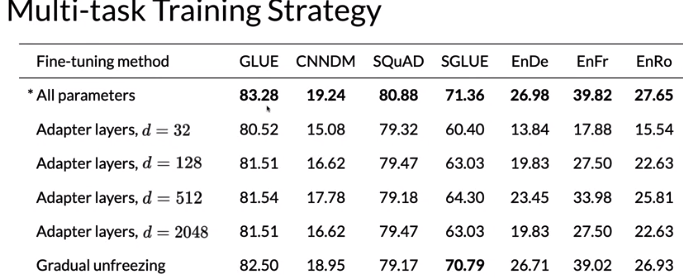 Multi-task Training Strategy
Fine-tuning method GLUE CNNDM SQuAD SGLUE EnDe EnFr EnRo
* All parameters 83.28 19.24 80.88 71.36 26.98 39.82 27.65
Adapter layers, d = 32 80.52 15.08 79.32 60.40 13.84 17.88 15.54
Adapter layers, d = 128 81.51 16.62 79.47 63.03 19.83 27.50 22.63
Adapter layers, d = 512 81.54 17.78 79.18 64.30 23.45 33.98 25.81
Adapter layers, d = 2048 81.51 16.62 79.47 63.03 19.83 27.50 22.63
Gradual unfreezing 82.50 18.95 79.17 70.79 26.71 39.02 26.93